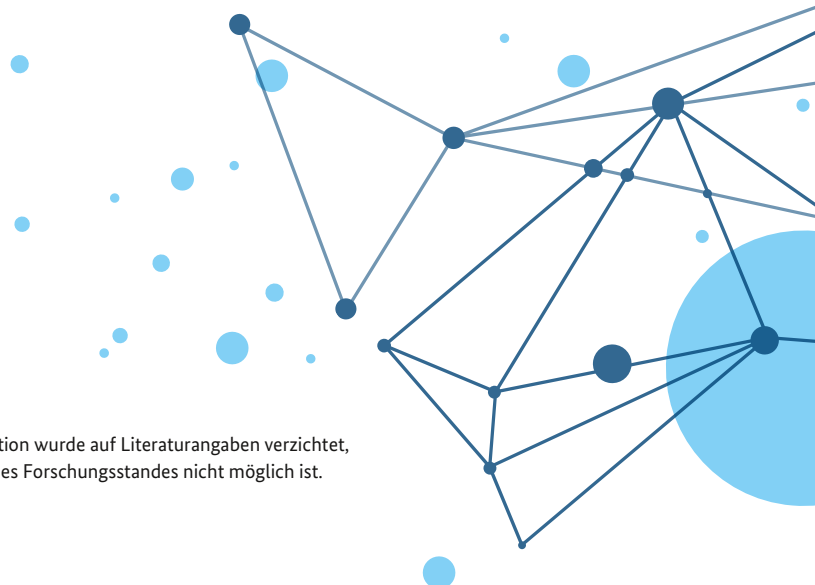 tion wurde auf Literaturangaben verzichtet,
es Forschungsstandes nicht möglich ist.